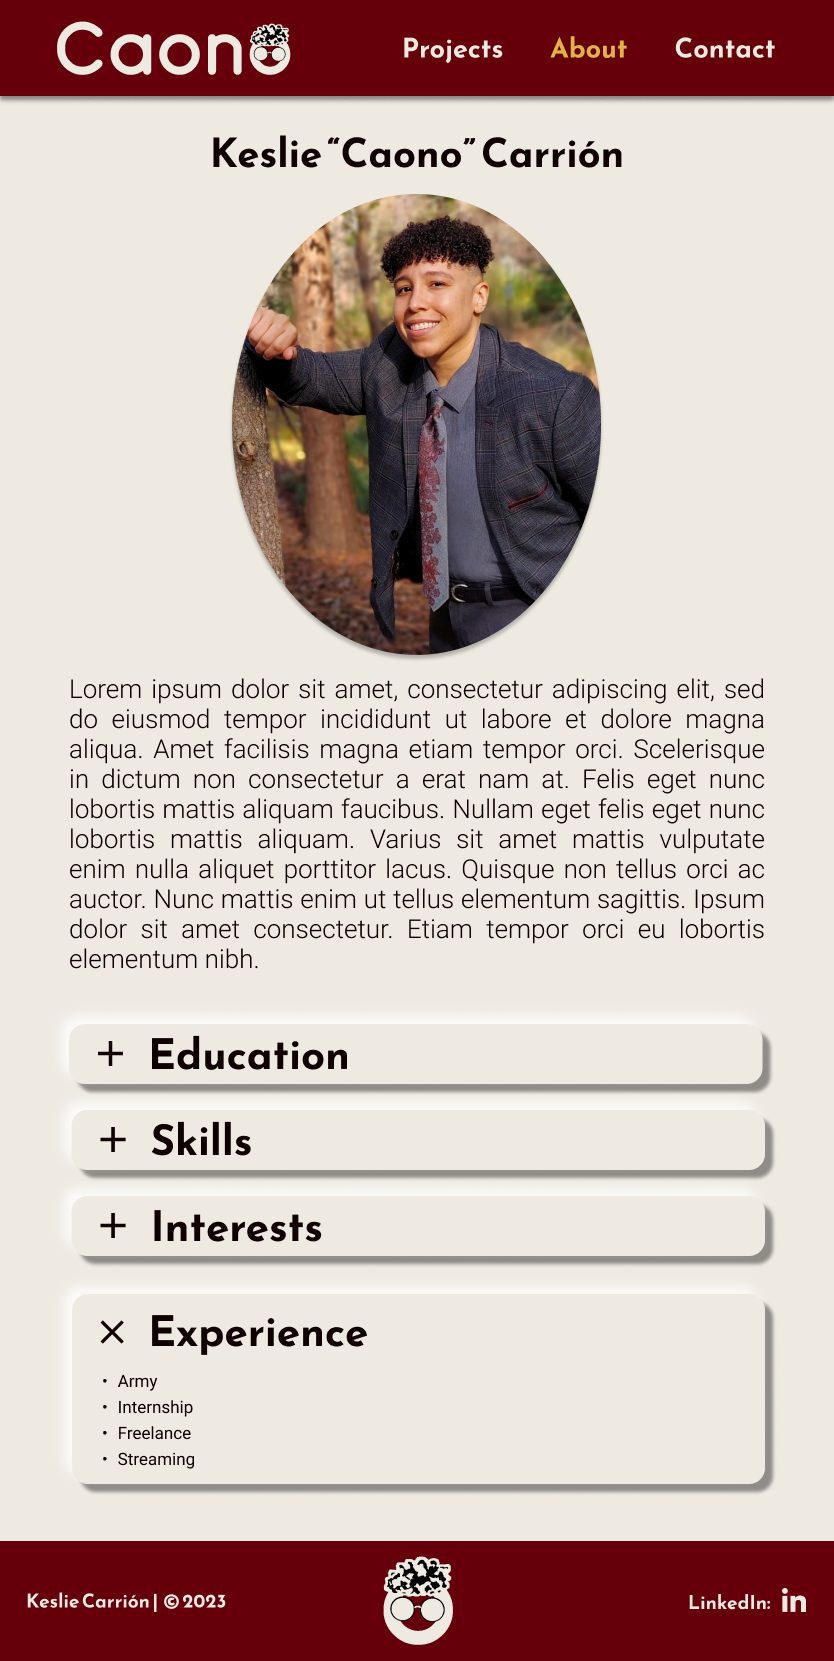 Caono
Projects
About
Contact
Keslie “Caono” Carrión
Lorem ipsum dolor sit amet, consectetur adipiscing elit, sed
do eiusmod tempor incididunt ut labore et dolore magna
aliqua. Amet facilisis magna etiam tempor orci. Scelerisque
in dictum non consectetur a erat nam at. Felis eget nunc
lobortis mattis aliquam faucibus. Nullam eget felis eget nunc
lobortis mattis aliquam. Varius sit amet mattis vulputate
enim nulla aliquet porttitor lacus. Quisque non tellus orci ac
auctor. Nunc mattis enim ut tellus elementum sagittis. Ipsum
dolor sit amet consectetur. Etiam tempor orci eu lobortis
elementum nibh.
+ Education
+ Skills
+ Interests
× Experience
• Army
• Internship
• Freelance
• Streaming
Keslie Carrión | © 2023
LinkedIn: in